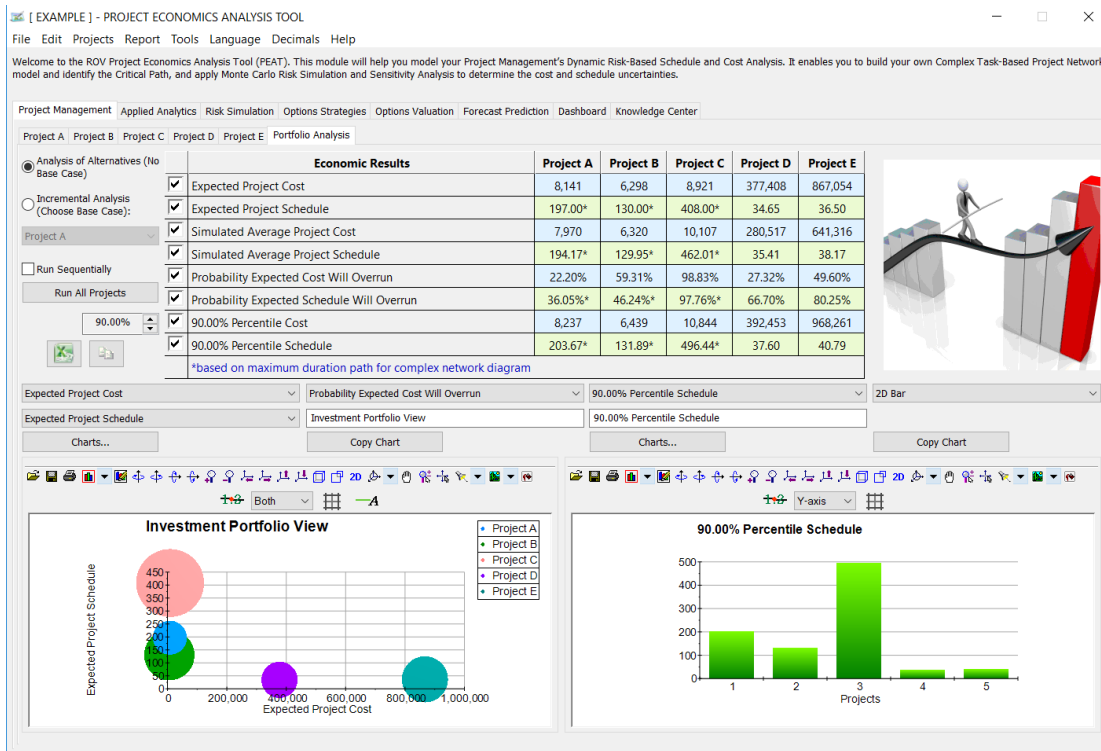 [ EXAMPLE ] - PROJECT ECONOMICS ANALYSIS TOOL
File Edit Projects Report Tools Language Decimals Help
Welcome to the ROV Project Economics Analysis Tool (PEAT). This module will help you model your Project Management's Dynamic Risk-Based Schedule and Cost Analysis. It enables you to build your own Complex Task-Based Project Network
model and identify the Critical Path, and apply Monte Carlo Risk Simulation and Sensitivity Analysis to determine the cost and schedule uncertainties.
Project Management Applied Analytics Risk Simulation Options Strategies Options Valuation Forecast Prediction Dashboard Knowledge Center
Project A Project B Project C Project D Project E Portfolio Analysis
Analysis of Alternatives (No
Base Case)
Incremental Analysis
(Choose Base Case):
Project A
Run Sequentially
Run All Projects
90.00%
Economic Results Project A Project B Project C Project D Project E
Expected Project Cost 8,141 6,298 8,921 377,408 867,054
Expected Project Schedule 197.00* 130.00* 408.00* 34.65 36.50
Simulated Average Project Cost 7,970 6,320 10,107 280,517 641,316
Simulated Average Project Schedule 194.17* 129.95* 462.01* 35.41 38.17
Probability Expected Cost Will Overrun 22.20% 59.31% 98.83% 27.32% 49.60%
Probability Expected Schedule Will Overrun 36.05%* 46.24%* 97.76%* 66.70% 80.25%
90.00% Percentile Cost 8,237 6,439 10,844 392,453 968,261
90.00% Percentile Schedule 203.67* 131.89* 496.44* 37.60 40.79
*based on maximum duration path for complex network diagram
Expected Project Cost Probability Expected Cost Will Overrun 90.00% Percentile Schedule 2D Bar
Expected Project Schedule Investment Portfolio View 90.00% Percentile Schedule
Charts... Copy Chart Charts... Copy Chart
2D
Both
A
Investment Portfolio View
Project A
Project B
Project C
Project D
Project E
Expected Project Schedule
450
400
350
300
250
200
150
100
50
0
0 200,000 400,000 600,000 800,000 1,000,000
Expected Project Cost
2D
Y-axis
90.00% Percentile Schedule
500
400
300
200
100
0
1 2 3 4 5
Projects